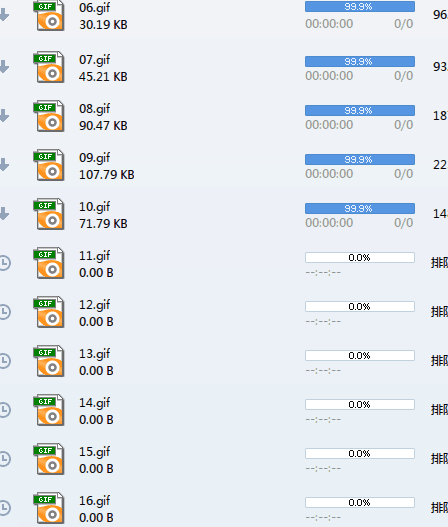 GIF 06.gif 99.9% 96
30.19 KB 00:00:00 0/0
GIF 07.gif 99.9% 93
45.21 KB 00:00:00 0/0
GIF 08.gif 99.9% 18
90.47 KB 00:00:00 0/0
GIF 09.gif 99.9% 22
107.79 KB 00:00:00 0/0
GIF 10.gif 99.9% 14
71.79 KB 00:00:00 0/0
GIF 11.gif 0.0% 排
0.00 B --:--:--
GIF 12.gif 0.0% 排
0.00 B --:--:--
GIF 13.gif 0.0% 排
0.00 B --:--:--
GIF 14.gif 0.0% 排
0.00 B --:--:--
GIF 15.gif 0.0% 排
0.00 B --:--:--
GIF 16.gif 0.0% 排
0.00 B --:--:--